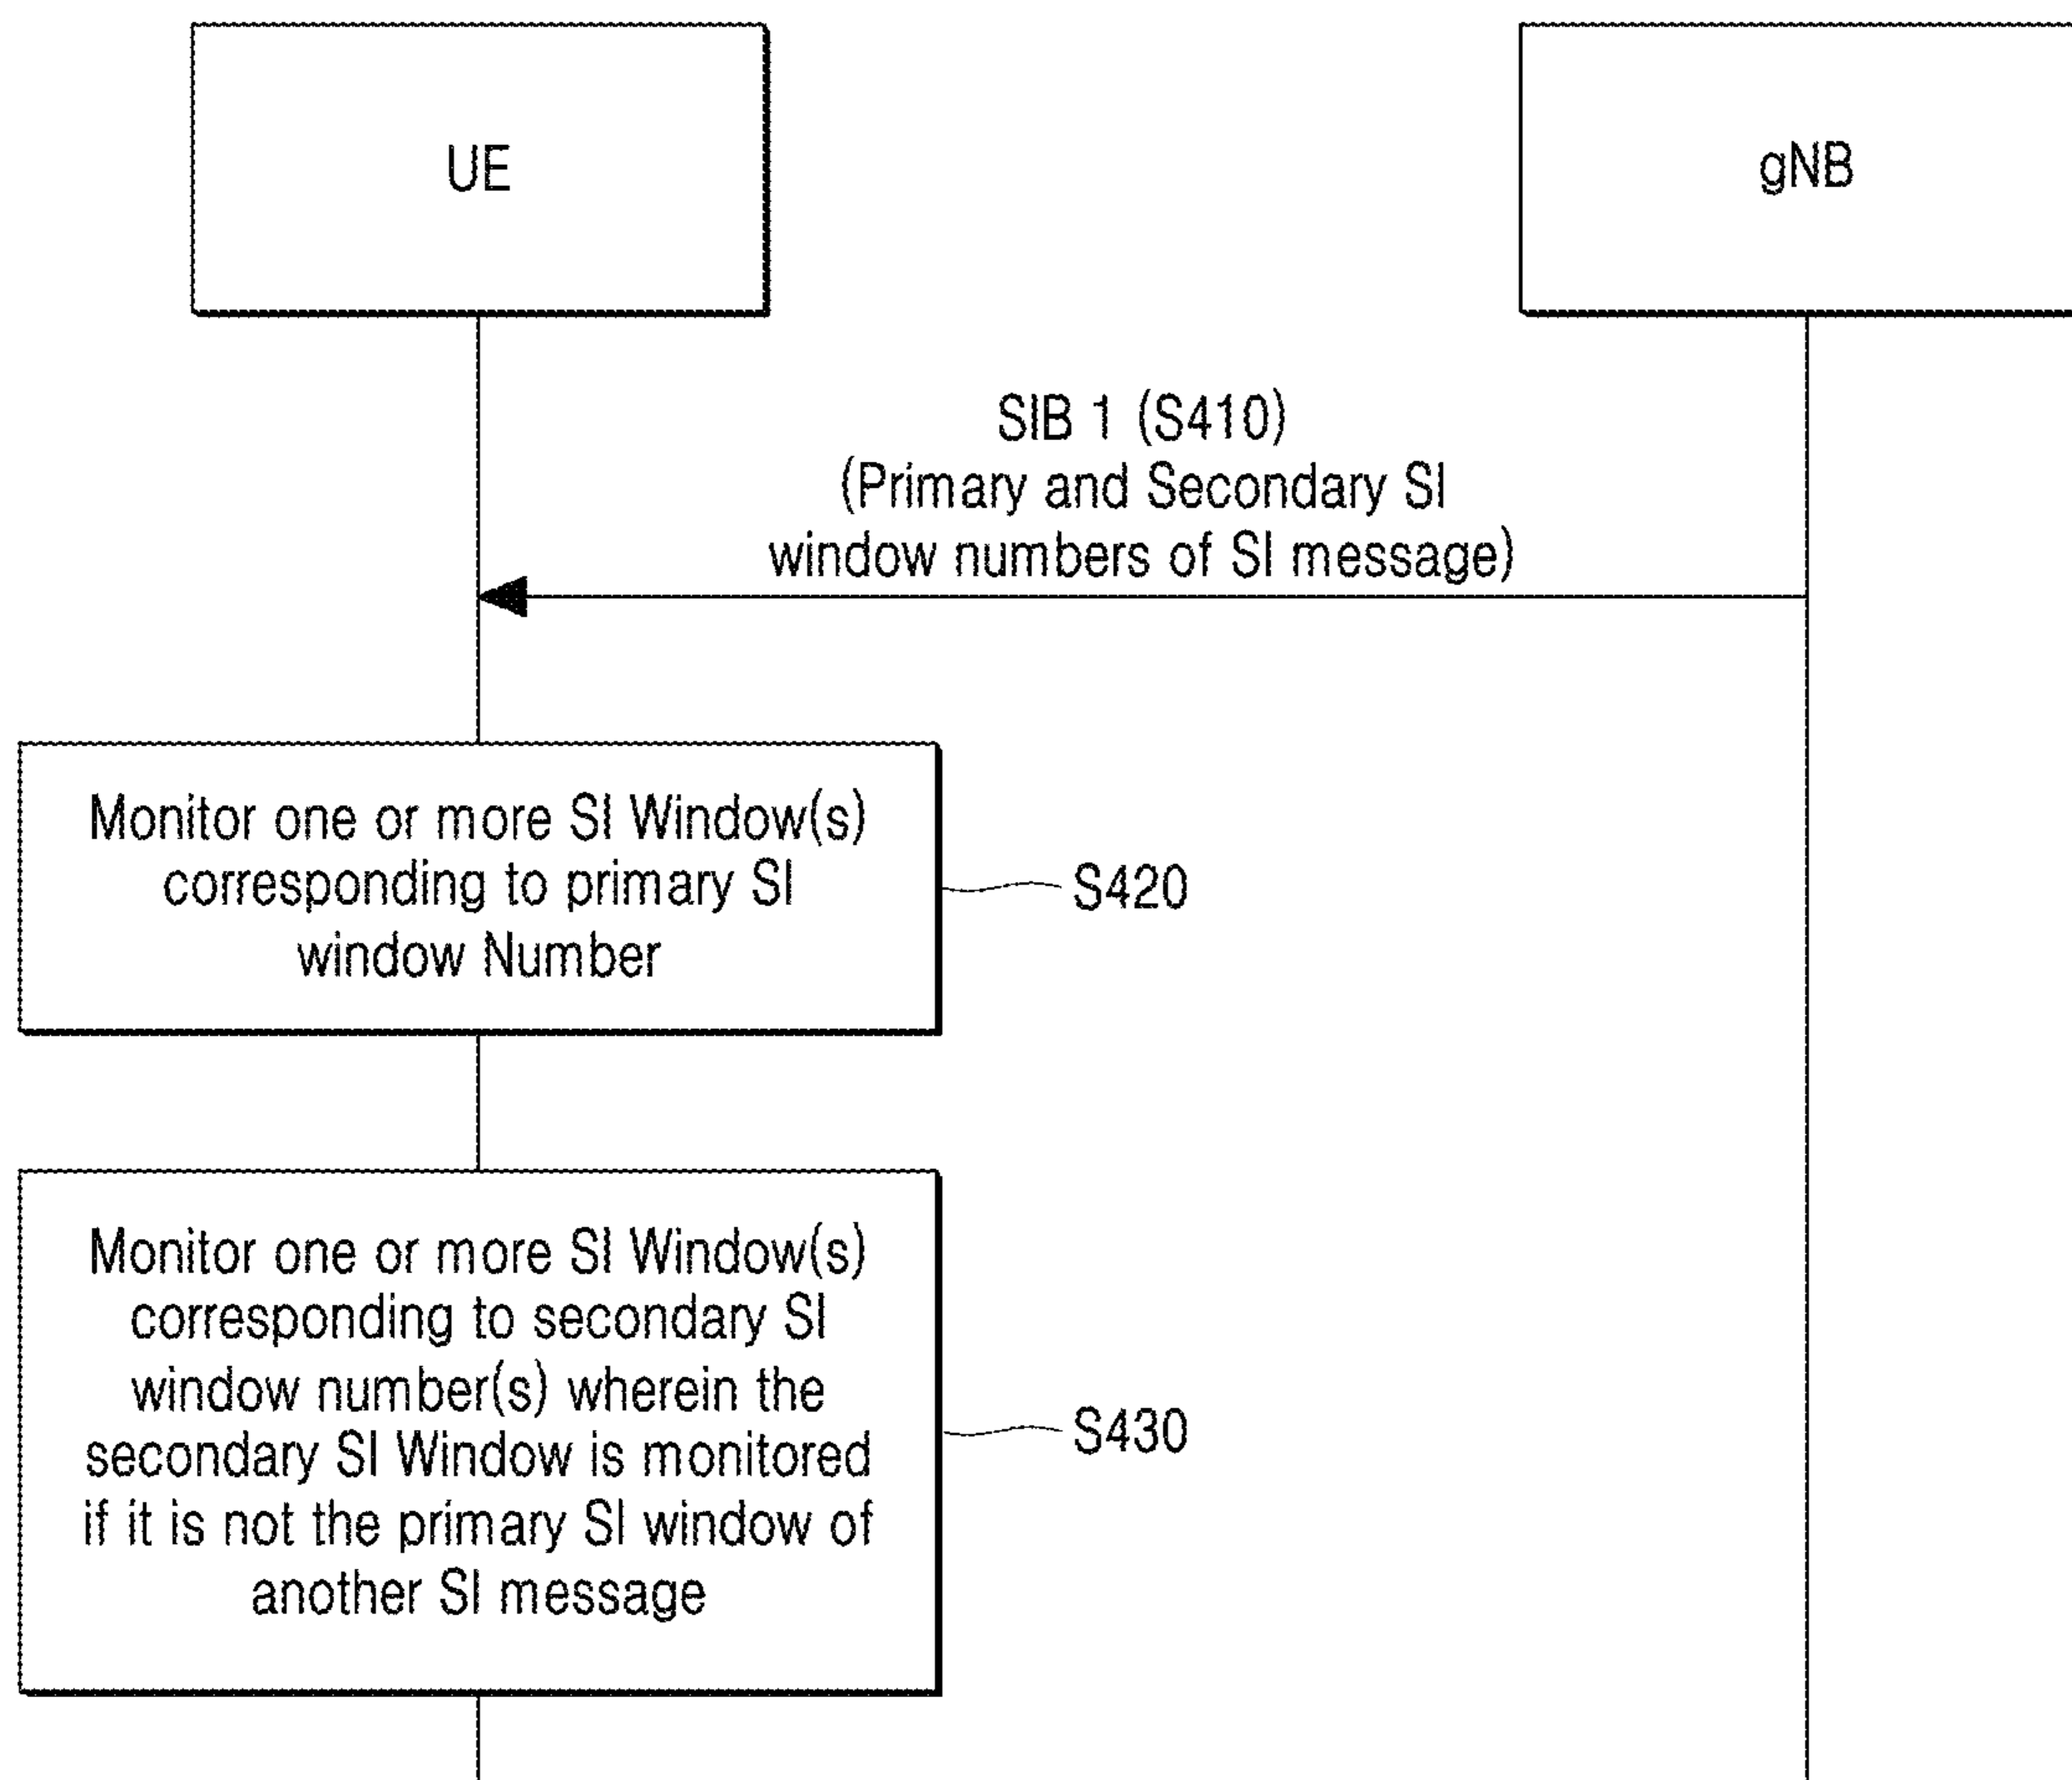 UE
gNB
SIB 1 (S410)
(Primary and Secondary SI
window numbers of SI message)
Monitor one or more SI Window(s)
corresponding to primary SI
window Number
S420
Monitor one or more SI Window(s)
corresponding to secondary SI
window number(s) wherein the
secondary SI Window is monitored
if it is not the primary SI window of
another SI message
S430